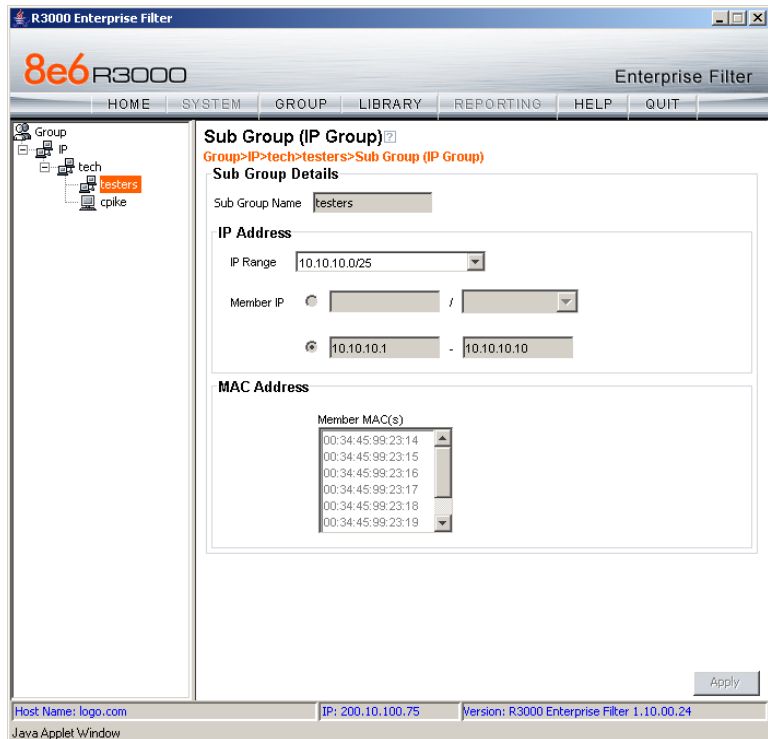 R3000 Enterprise Filter
8e6 R3000
Enterprise Filter
HOME SYSTEM GROUP LIBRARY REPORTING HELP QUIT
Group
IP
tech
testers
cpike
Sub Group (IP Group)?
Group>IP>tech>testers>Sub Group (IP Group)
Sub Group Details
Sub Group Name testers
IP Address
IP Range 10.10.10.0/25
Member IP /
10.10.10.1 - 10.10.10.10
MAC Address
Member MAC(s)
00:34:45:99:23:14
00:34:45:99:23:15
00:34:45:99:23:16
00:34:45:99:23:17
00:34:45:99:23:18
00:34:45:99:23:19
Apply
Host Name: logo.com IP: 200.10.100.75 Version: R3000 Enterprise Filter 1.10.00.24
Java Applet Window